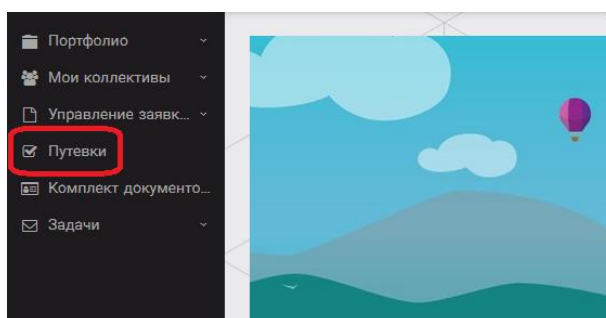 Портфолио
Мои коллективы
Управление заявк...
Путевки
Комплект документо...
Задачи